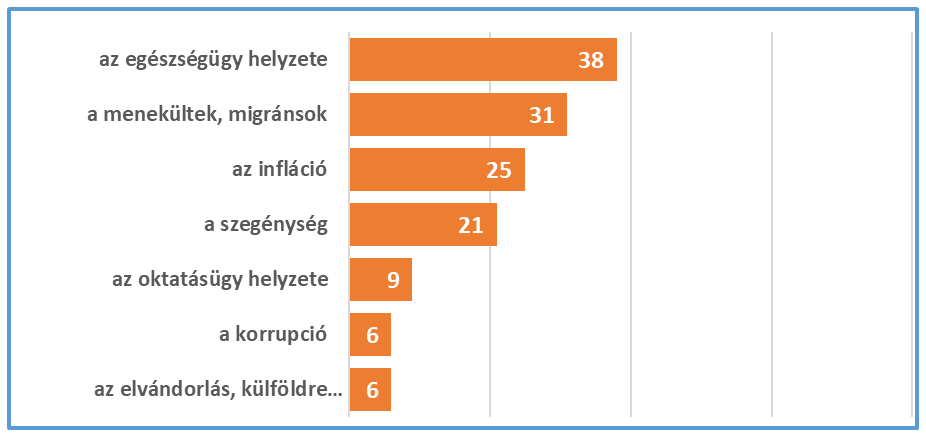 az egészségügy helyzete 38
a menekültek, migránsok 31
az infláció 25
a szegénység 21
az oktatásügy helyzete 9
a korrupció 6
az elvándorlás, külföldre… 6